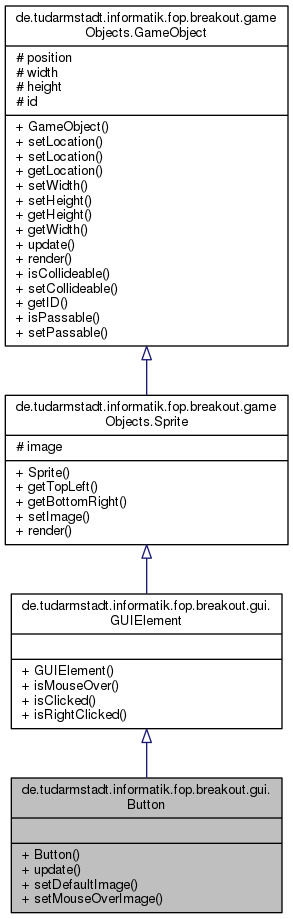 de.tudarmstadt.informatik.fop.breakout.game
Objects.GameObject
# position
# width
# height
# id
+ GameObject()
+ setLocation()
+ setLocation()
+ getLocation()
+ setWidth()
+ setHeight()
+ getHeight()
+ getWidth()
+ update()
+ render()
+ isCollideable()
+ setCollideable()
+ getID()
+ isPassable()
+ setPassable()
de.tudarmstadt.informatik.fop.breakout.game
Objects.Sprite
# image
+ Sprite()
+ getTopLeft()
+ getBottomRight()
+ setImage()
+ render()
de.tudarmstadt.informatik.fop.breakout.gui.
GUIElement
+ GUIElement()
+ isMouseOver()
+ isClicked()
+ isRightClicked()
de.tudarmstadt.informatik.fop.breakout.gui.
Button
+ Button()
+ update()
+ setDefaultImage()
+ setMouseOverImage()